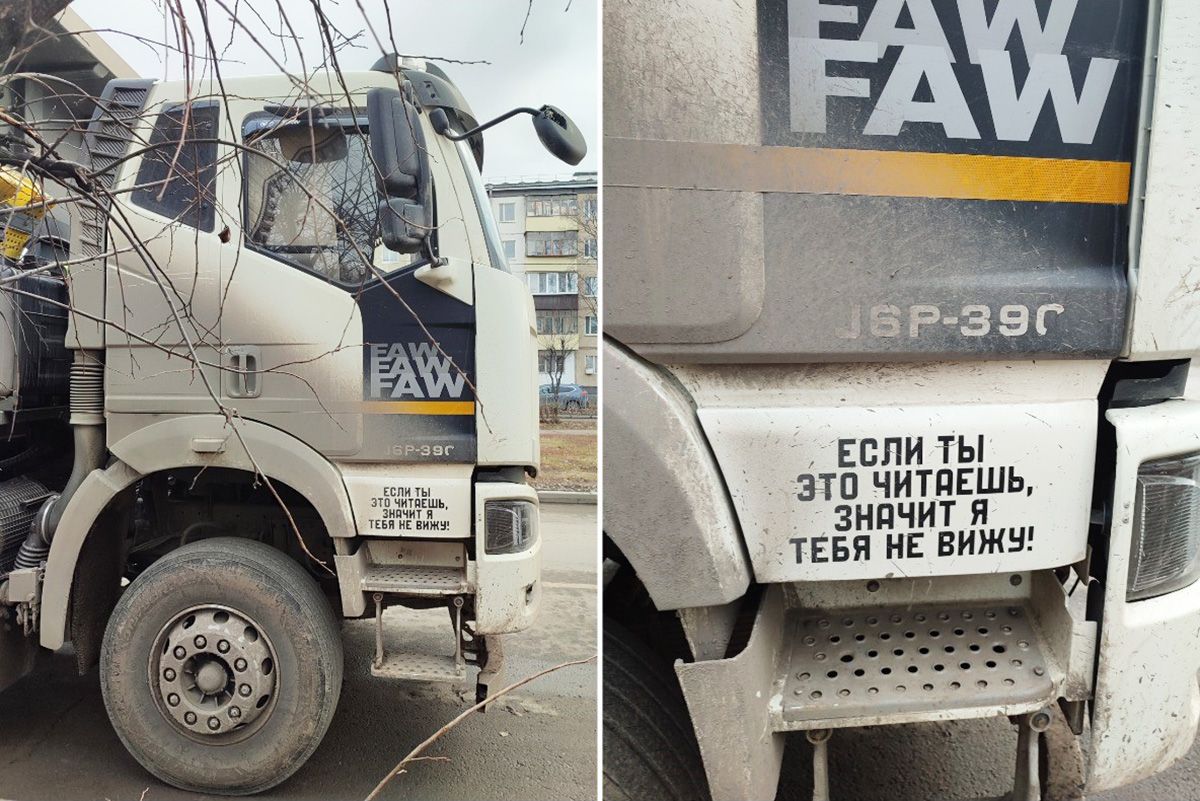 FAW
FAW
FAW
J6P-390
ЕСЛИ ТЫ
ЭТО ЧИТАЕШЬ,
ЗНАЧИТ Я
ТЕБЯ НЕ ВИЖУ!
FAW
FAW
J6P-390
ЕСЛИ ТЫ
ЭТО ЧИТАЕШЬ,
ЗНАЧИТ Я
ТЕБЯ НЕ ВИЖУ!